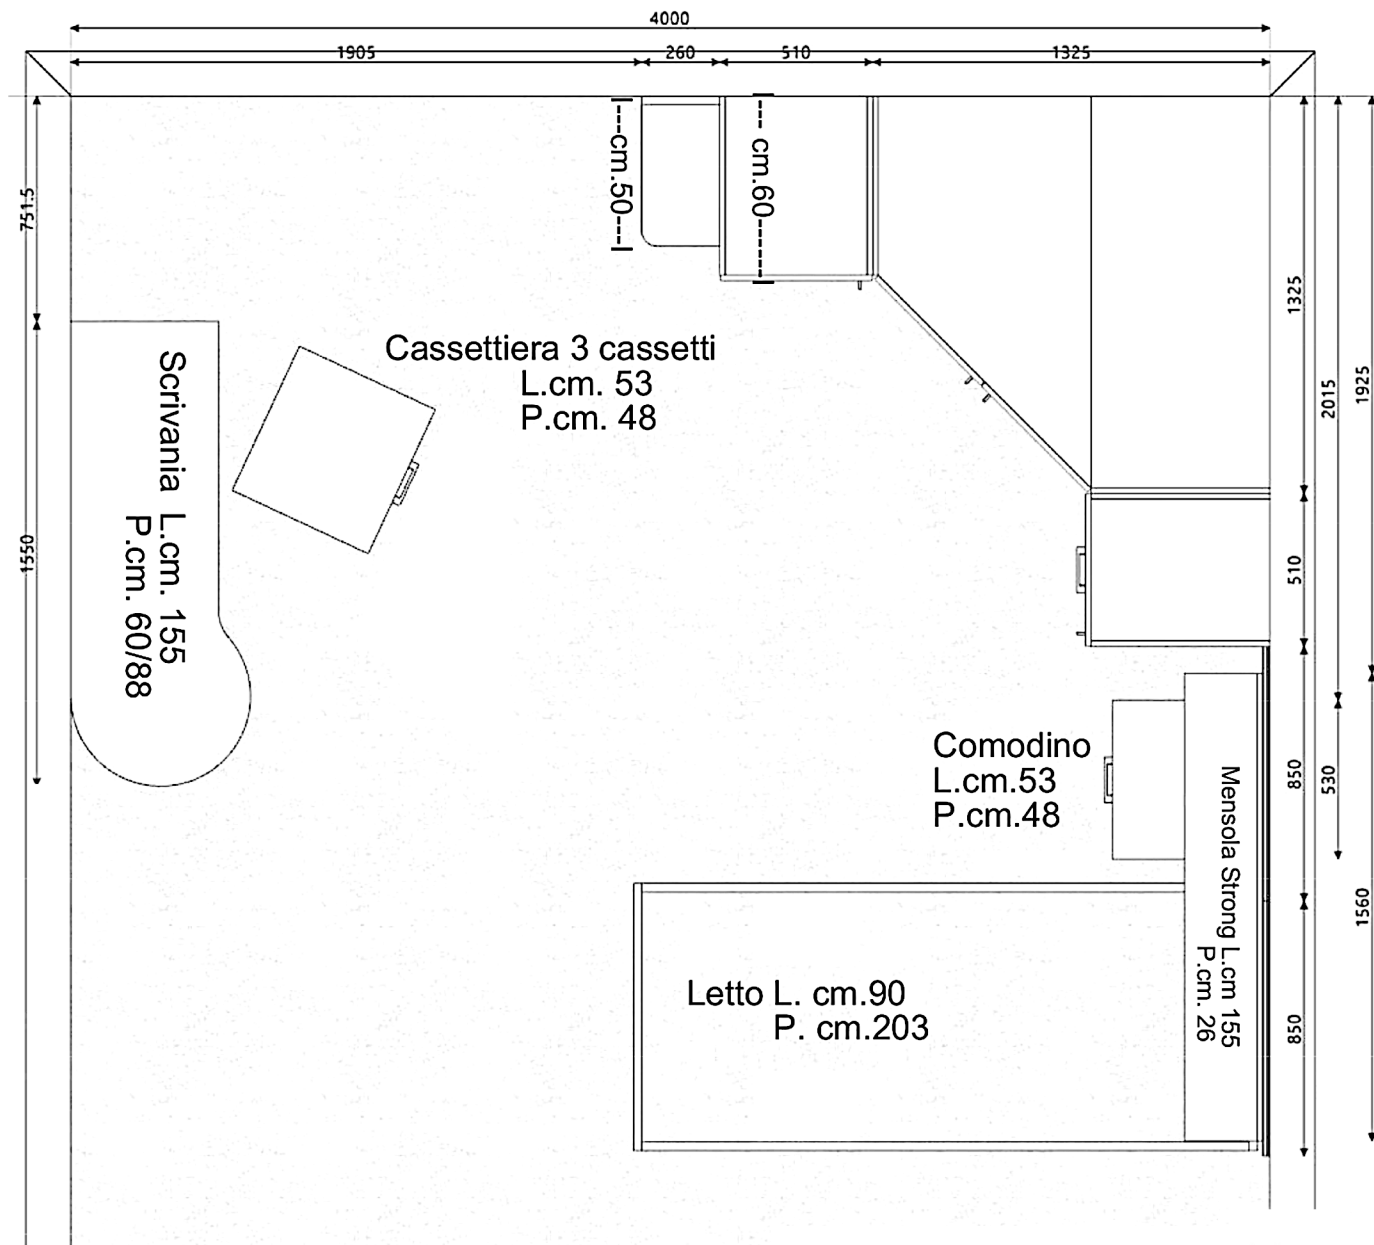 4000
1905
260
510
1325
751.5
1550
cm.50
cm.60
Cassettiera 3 cassetti
L.cm. 53
P.cm. 48
Scrivania L.cm. 155
P.cm. 60/88
1325
2015
1925
510
Comodino
L.cm.53
P.cm.48
850
530
Mensola Strong L.cm 155
P.cm. 26
1560
Letto L. cm.90
P. cm.203
850